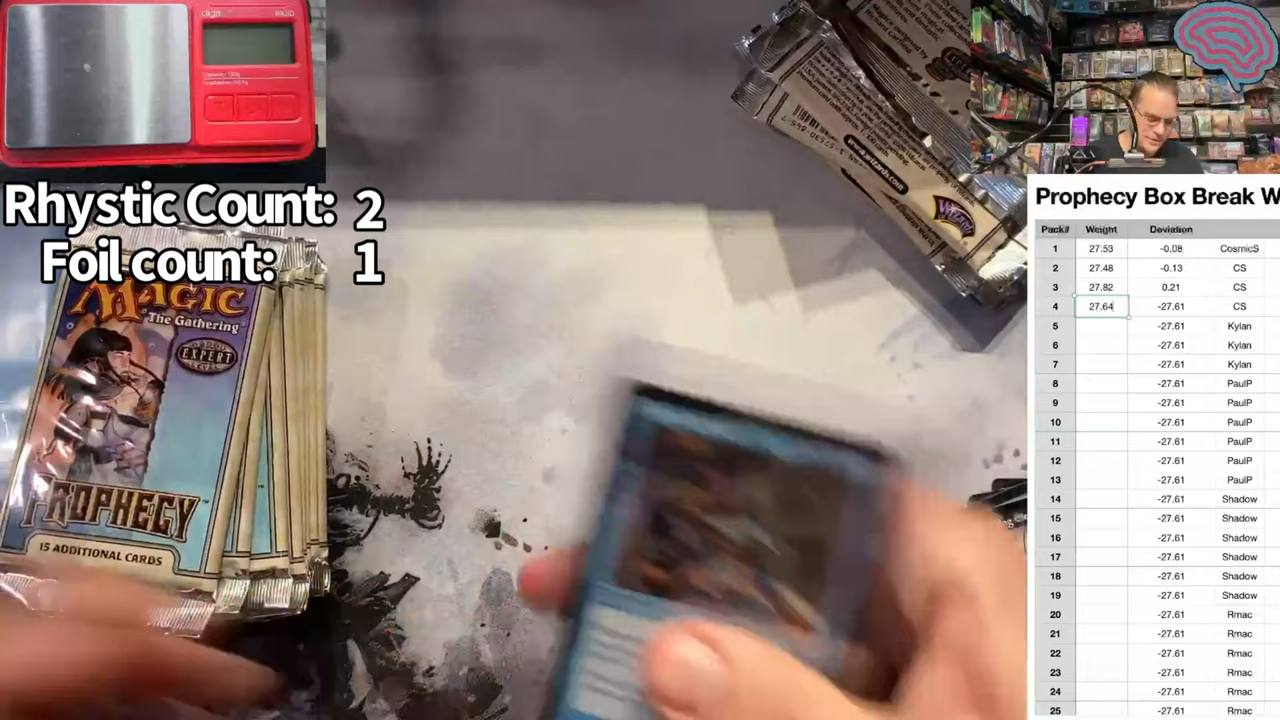 Rhystic Count: 2
Foil count: 1
MAGIC
The Gathering
EXPERT
LEVEL
PROPHECY
15 ADDITIONAL CARDS
www.wizards.com
WIZARDS
Prophecy Box Break W
Pack# Weight Deviation
1 27.53 -0.08 CosmicS
2 27.48 -0.13 CS
3 27.82 0.21 CS
4 27.64 -27.61 CS
5 -27.61 Kylan
6 -27.61 Kylan
7 -27.61 Kylan
8 -27.61 PaulP
9 -27.61 PaulP
10 -27.61 PaulP
11 -27.61 PaulP
12 -27.61 PaulP
13 -27.61 PaulP
14 -27.61 Shadow
15 -27.61 Shadow
16 -27.61 Shadow
17 -27.61 Shadow
18 -27.61 Shadow
19 -27.61 Shadow
20 -27.61 Rmac
21 -27.61 Rmac
22 -27.61 Rmac
23 -27.61 Rmac
24 -27.61 Rmac
25 -27.61 Rmac